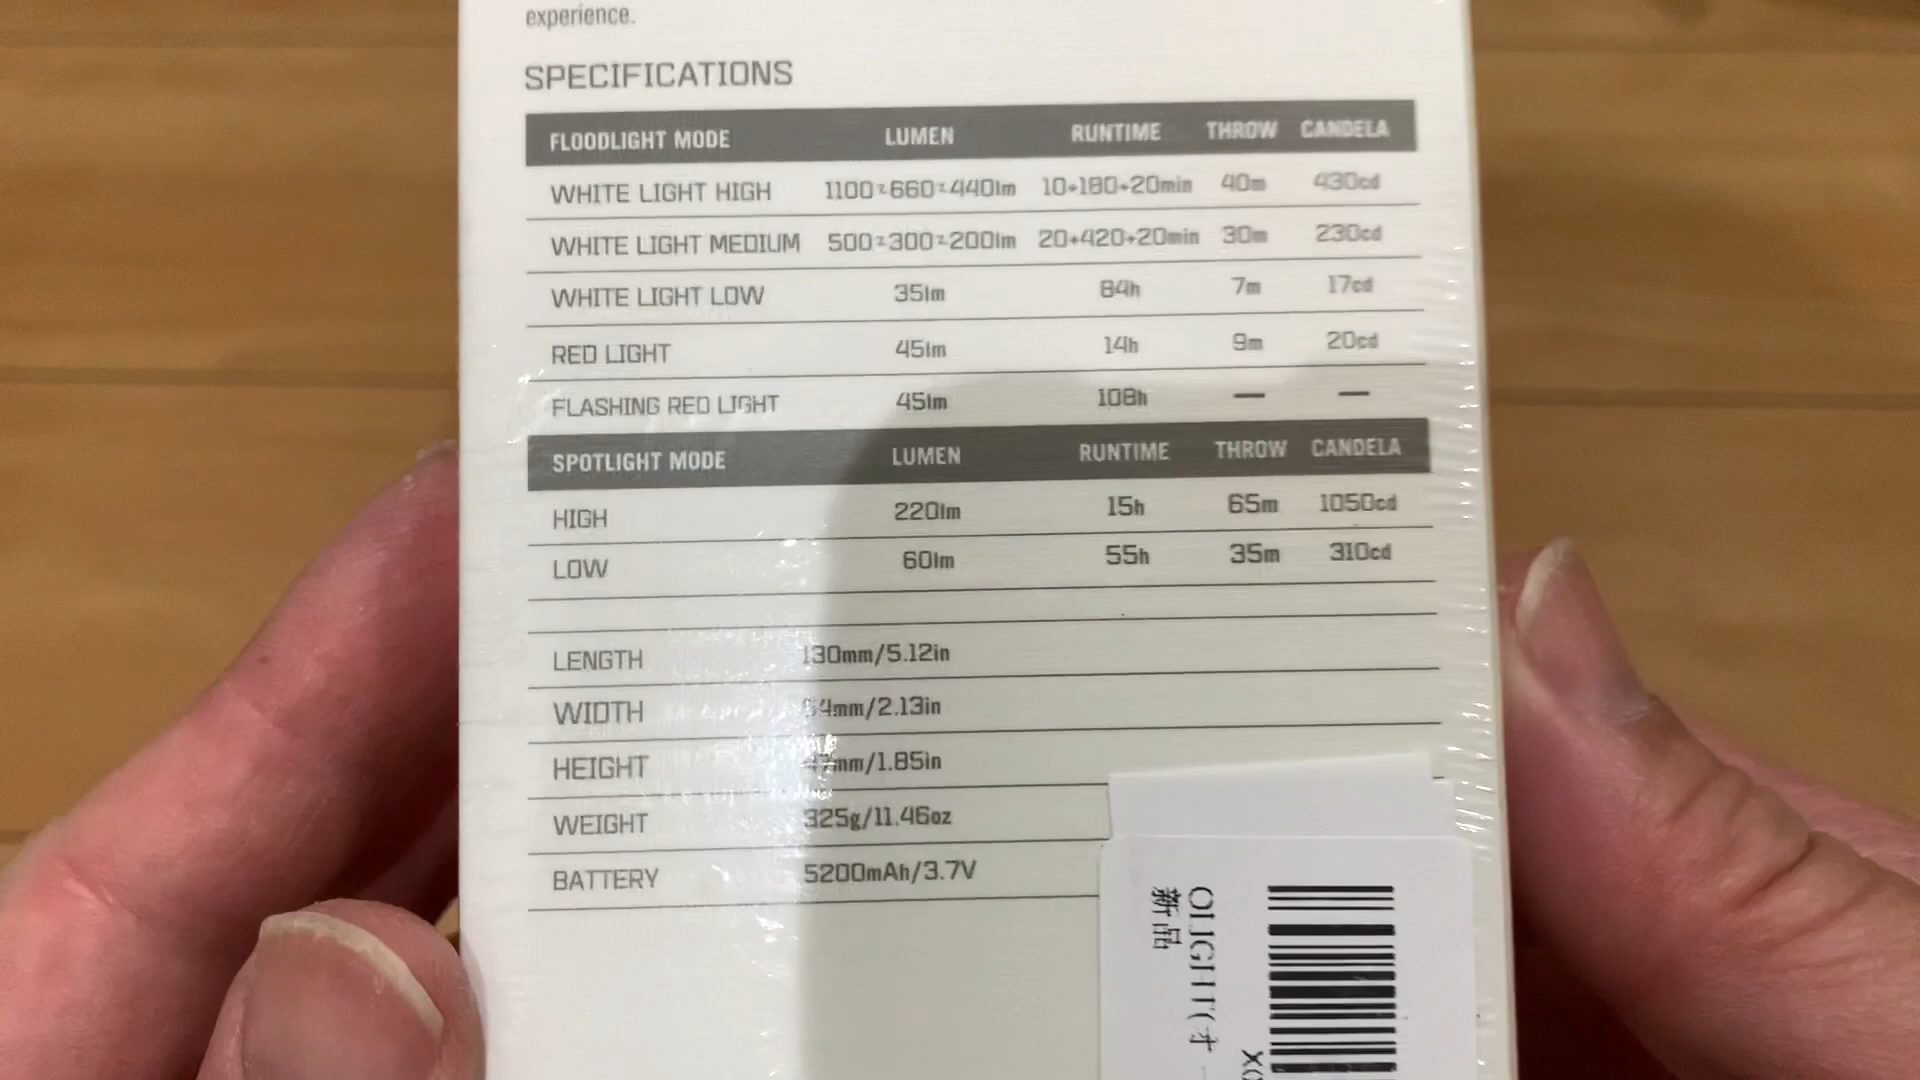 experience.
SPECIFICATIONS
FLOODLIGHT MODE LUMEN RUNTIME THROW CANDELA
WHITE LIGHT HIGH 1100~660~440lm 10+180+20min 40m 430cd
WHITE LIGHT MEDIUM 500~300~200lm 20+420+20min 30m 230cd
WHITE LIGHT LOW 35lm 84h 7m 17cd
RED LIGHT 45lm 14h 9m 20cd
FLASHING RED LIGHT 45lm 108h — —
SPOTLIGHT MODE LUMEN RUNTIME THROW CANDELA
HIGH 220lm 15h 65m 1050cd
LOW 60lm 55h 35m 310cd
LENGTH 130mm/5.12in
WIDTH 54mm/2.13in
HEIGHT 47mm/1.85in
WEIGHT 325g/11.46oz
BATTERY 5200mAh/3.7V
OLIGHT(オ
新品
X0